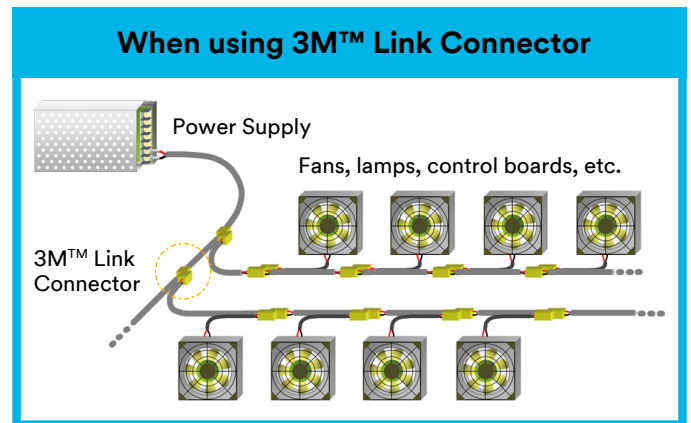 When using 3M™ Link Connector
Power Supply
Fans, lamps, control boards, etc.
3M™ Link
Connector